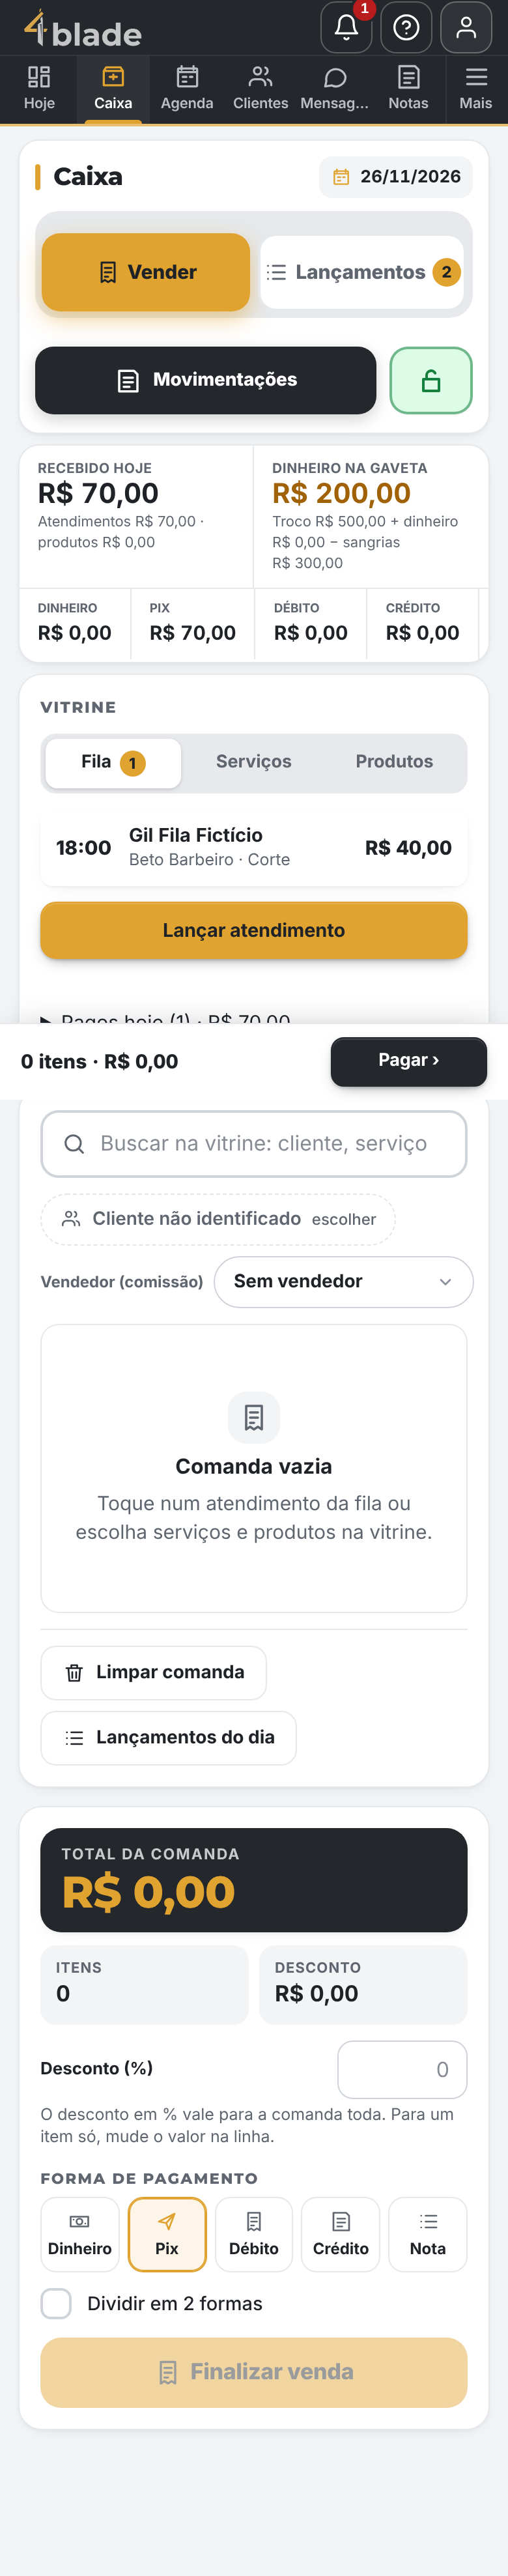 4blade
1
Hoje
Caixa
Agenda
Clientes
Mensag...
Notas
Mais
Caixa
26/11/2026
Vender
Lançamentos 2
Movimentações
RECEBIDO HOJE
R$ 70,00
Atendimentos R$ 70,00 ·
produtos R$ 0,00
DINHEIRO NA GAVETA
R$ 200,00
Troco R$ 500,00 + dinheiro
R$ 0,00 − sangrias
R$ 300,00
DINHEIRO
R$ 0,00
PIX
R$ 70,00
DÉBITO
R$ 0,00
CRÉDITO
R$ 0,00
VITRINE
Fila 1
Serviços
Produtos
18:00
Gil Fila Fictício
Beto Barbeiro · Corte
R$ 40,00
Lançar atendimento
Pagos hoje (1) · R$ 70,00
0 itens · R$ 0,00
Pagar ›
Buscar na vitrine: cliente, serviço
Cliente não identificado escolher
Vendedor (comissão)
Sem vendedor
Comanda vazia
Toque num atendimento da fila ou
escolha serviços e produtos na vitrine.
Limpar comanda
Lançamentos do dia
TOTAL DA COMANDA
R$ 0,00
ITENS
0
DESCONTO
R$ 0,00
Desconto (%)
0
O desconto em % vale para a comanda toda. Para um
item só, mude o valor na linha.
FORMA DE PAGAMENTO
Dinheiro
Pix
Débito
Crédito
Nota
Dividir em 2 formas
Finalizar venda